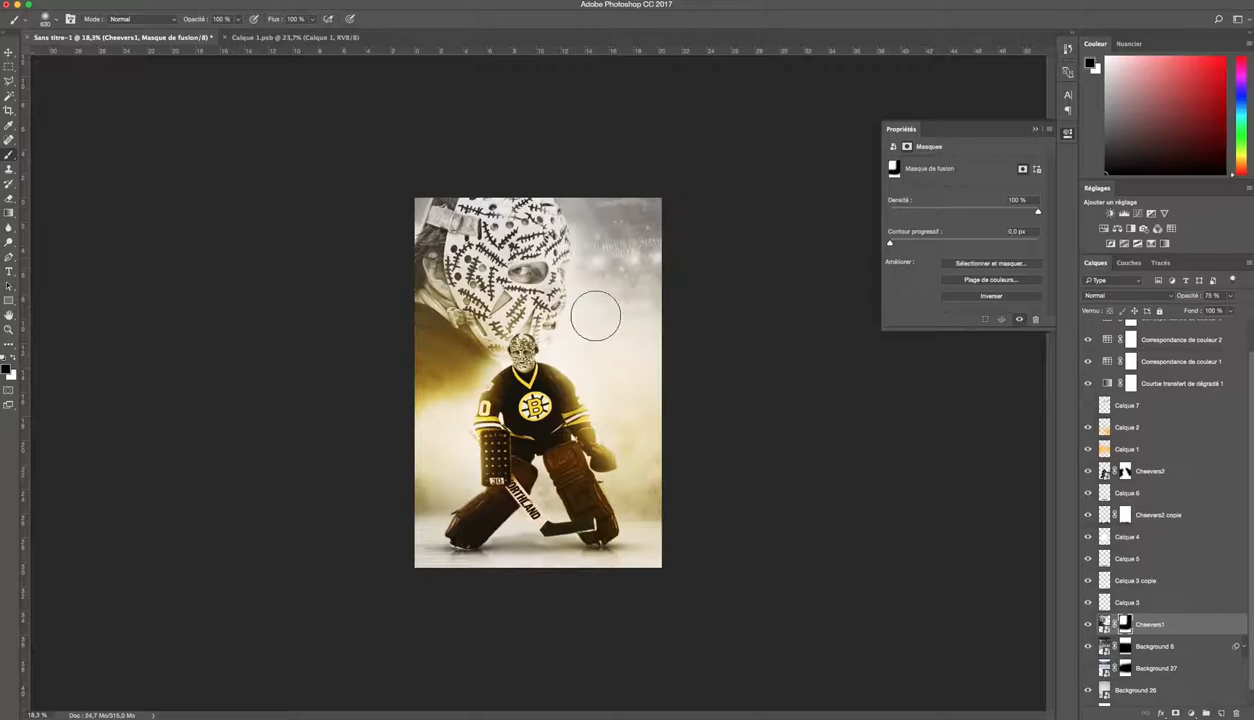 Adobe Photoshop CC 2017
630 Mode : Normal Opacité : 100 % Flux : 100 %
Sans titre-1 @ 18,3% (Cheevers1, Masque de fusion/8) * × Calque 1.psb @ 23,7% (Calque 1, RVB/8)
Couleur Nuancier
Propriétés
Masques
Masque de fusion
Densité : 100 %
Contour progressif : 0,0 px
Améliorer : Sélectionner et masquer...
Plage de couleurs...
Inverser
Réglages
Ajouter un réglage
Calques Couches Tracés
Type
Normal Opacité : 75 %
Verrou : Fond : 100 %
Correspondance de couleur 2
Correspondance de couleur 1
Courbe transfert de dégradé 1
Calque 7
Calque 2
Calque 1
Cheevers2
Calque 6
Cheevers2 copie
Calque 4
Calque 5
Calque 3 copie
Calque 3
Cheevers1
Background 6
Background 27
Background 26
B
30
NORTHLAND
18,3 % Doc : 24,7 Mo/315,0 Mo